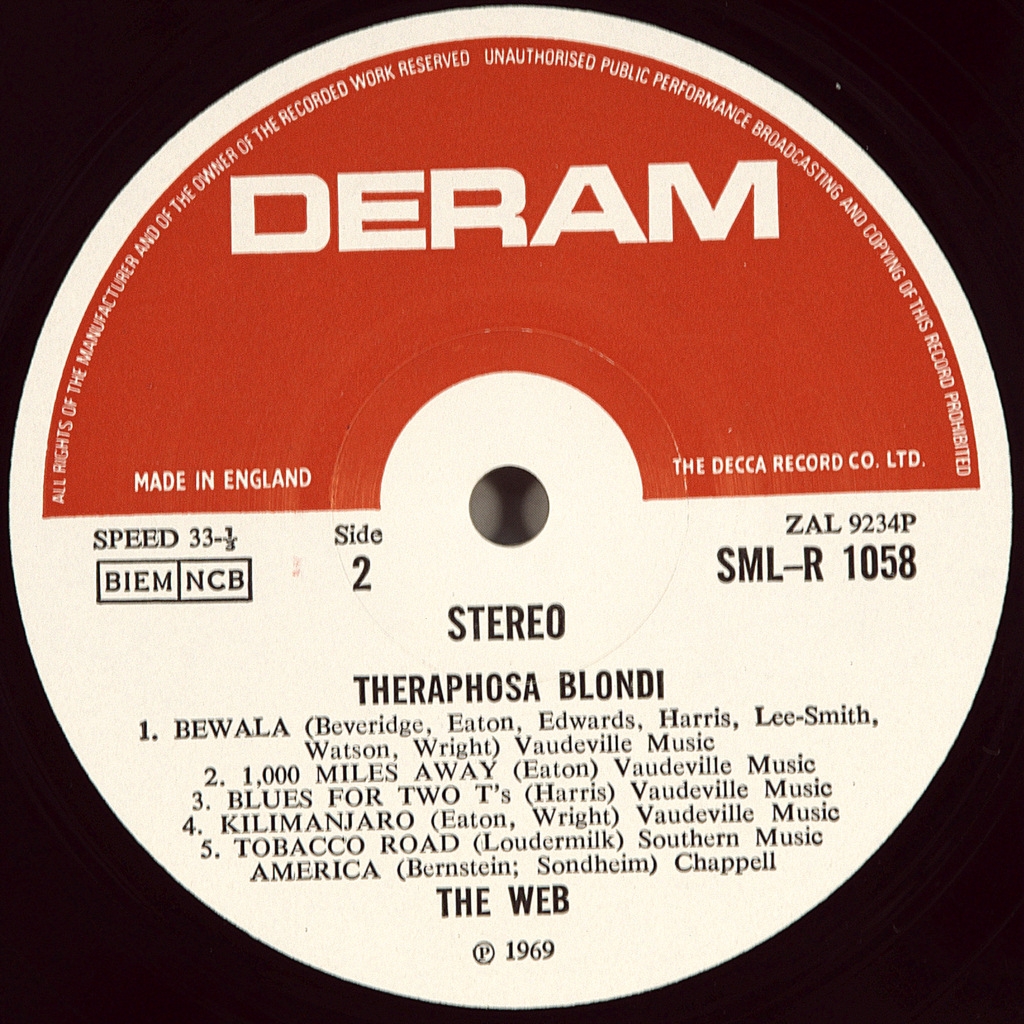 ALL RIGHTS OF THE MANUFACTURER AND OF THE OWNER OF THE RECORDED WORK RESERVED UNAUTHORISED PUBLIC PERFORMANCE BROADCASTING AND COPYING OF THIS RECORD PROHIBITED
DERAM
MADE IN ENGLAND
THE DECCA RECORD CO. LTD.
SPEED 33-⅓
BIEM NCB
Side
2
ZAL 9234P
SML-R 1058
STEREO
THERAPHOSA BLONDI
1. BEWALA (Beveridge, Eaton, Edwards, Harris, Lee-Smith,
Watson, Wright) Vaudeville Music
2. 1,000 MILES AWAY (Eaton) Vaudeville Music
3. BLUES FOR TWO T's (Harris) Vaudeville Music
4. KILIMANJARO (Eaton, Wright) Vaudeville Music
5. TOBACCO ROAD (Loudermilk) Southern Music
AMERICA (Bernstein; Sondheim) Chappell
THE WEB
℗ 1969